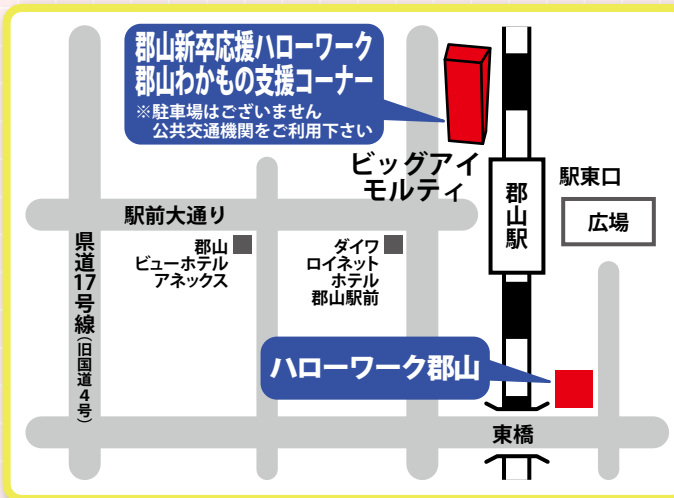 郡山新卒応援ハローワーク
郡山わかもの支援コーナー
※駐車場はございません
公共交通機関をご利用下さい
ビッグアイ
モルティ
駅東口
郡山駅
広場
駅前大通り
郡山
ビューホテル
アネックス
ダイワ
ロイネット
ホテル
郡山駅前
県道17号線(旧国道4号)
ハローワーク郡山
東橋